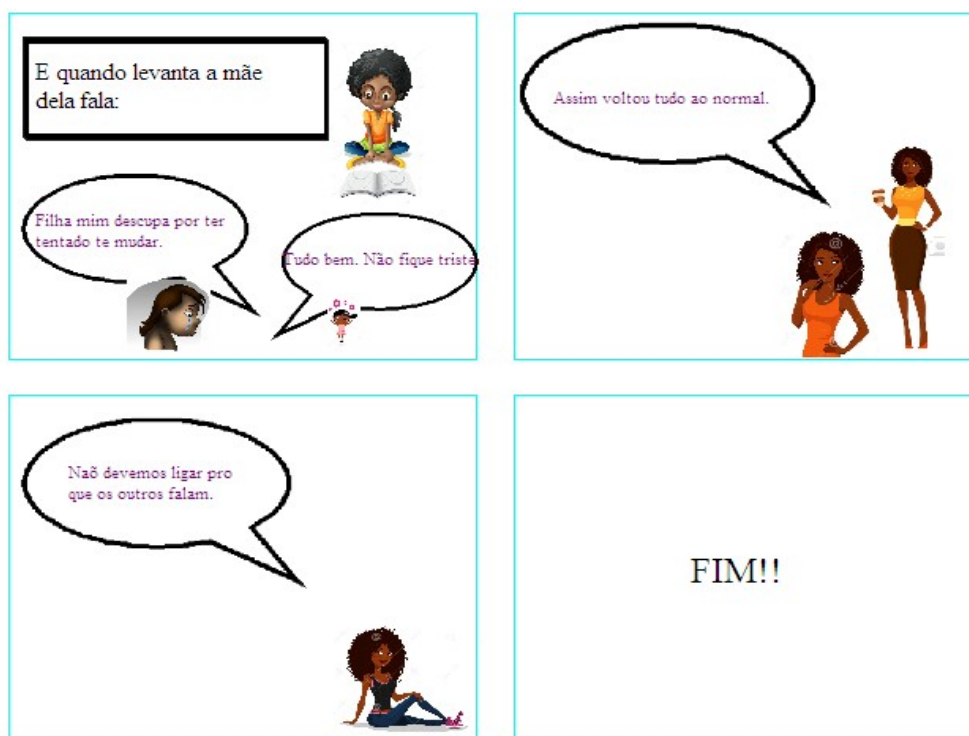 E quando levanta a mãe
dela fala:
Filha mim descupa por ter
tentado te mudar.
Tudo bem. Não fique triste
Assim voltou tudo ao normal.
Naõ devemos ligar pro
que os outros falam.
FIM!!